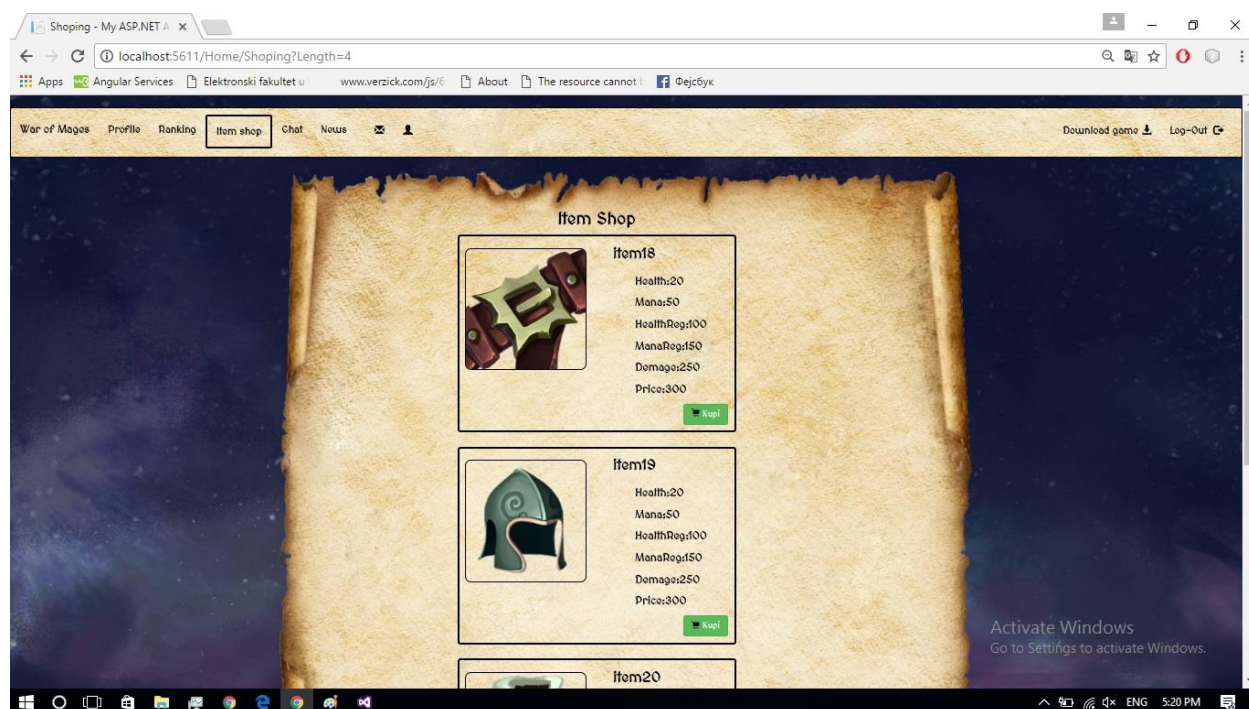 Shoping - My ASP.NET A
localhost:5611/Home/Shoping?Length=4
Apps Angular Services Elektronski fakultet u www.verzick.com/js/6 About The resource cannot b Фејсбук
War of Mages Profile Ranking Item shop Chat News Download game Log-Out
Item Shop
item18
Health:20
Mana:50
HealthReg:100
ManaReg:150
Demage:250
Price:300
Kupi
item19
Health:20
Mana:50
HealthReg:100
ManaReg:150
Demage:250
Price:300
Kupi
item20
Activate Windows
Go to Settings to activate Windows.
ENG 5:20 PM